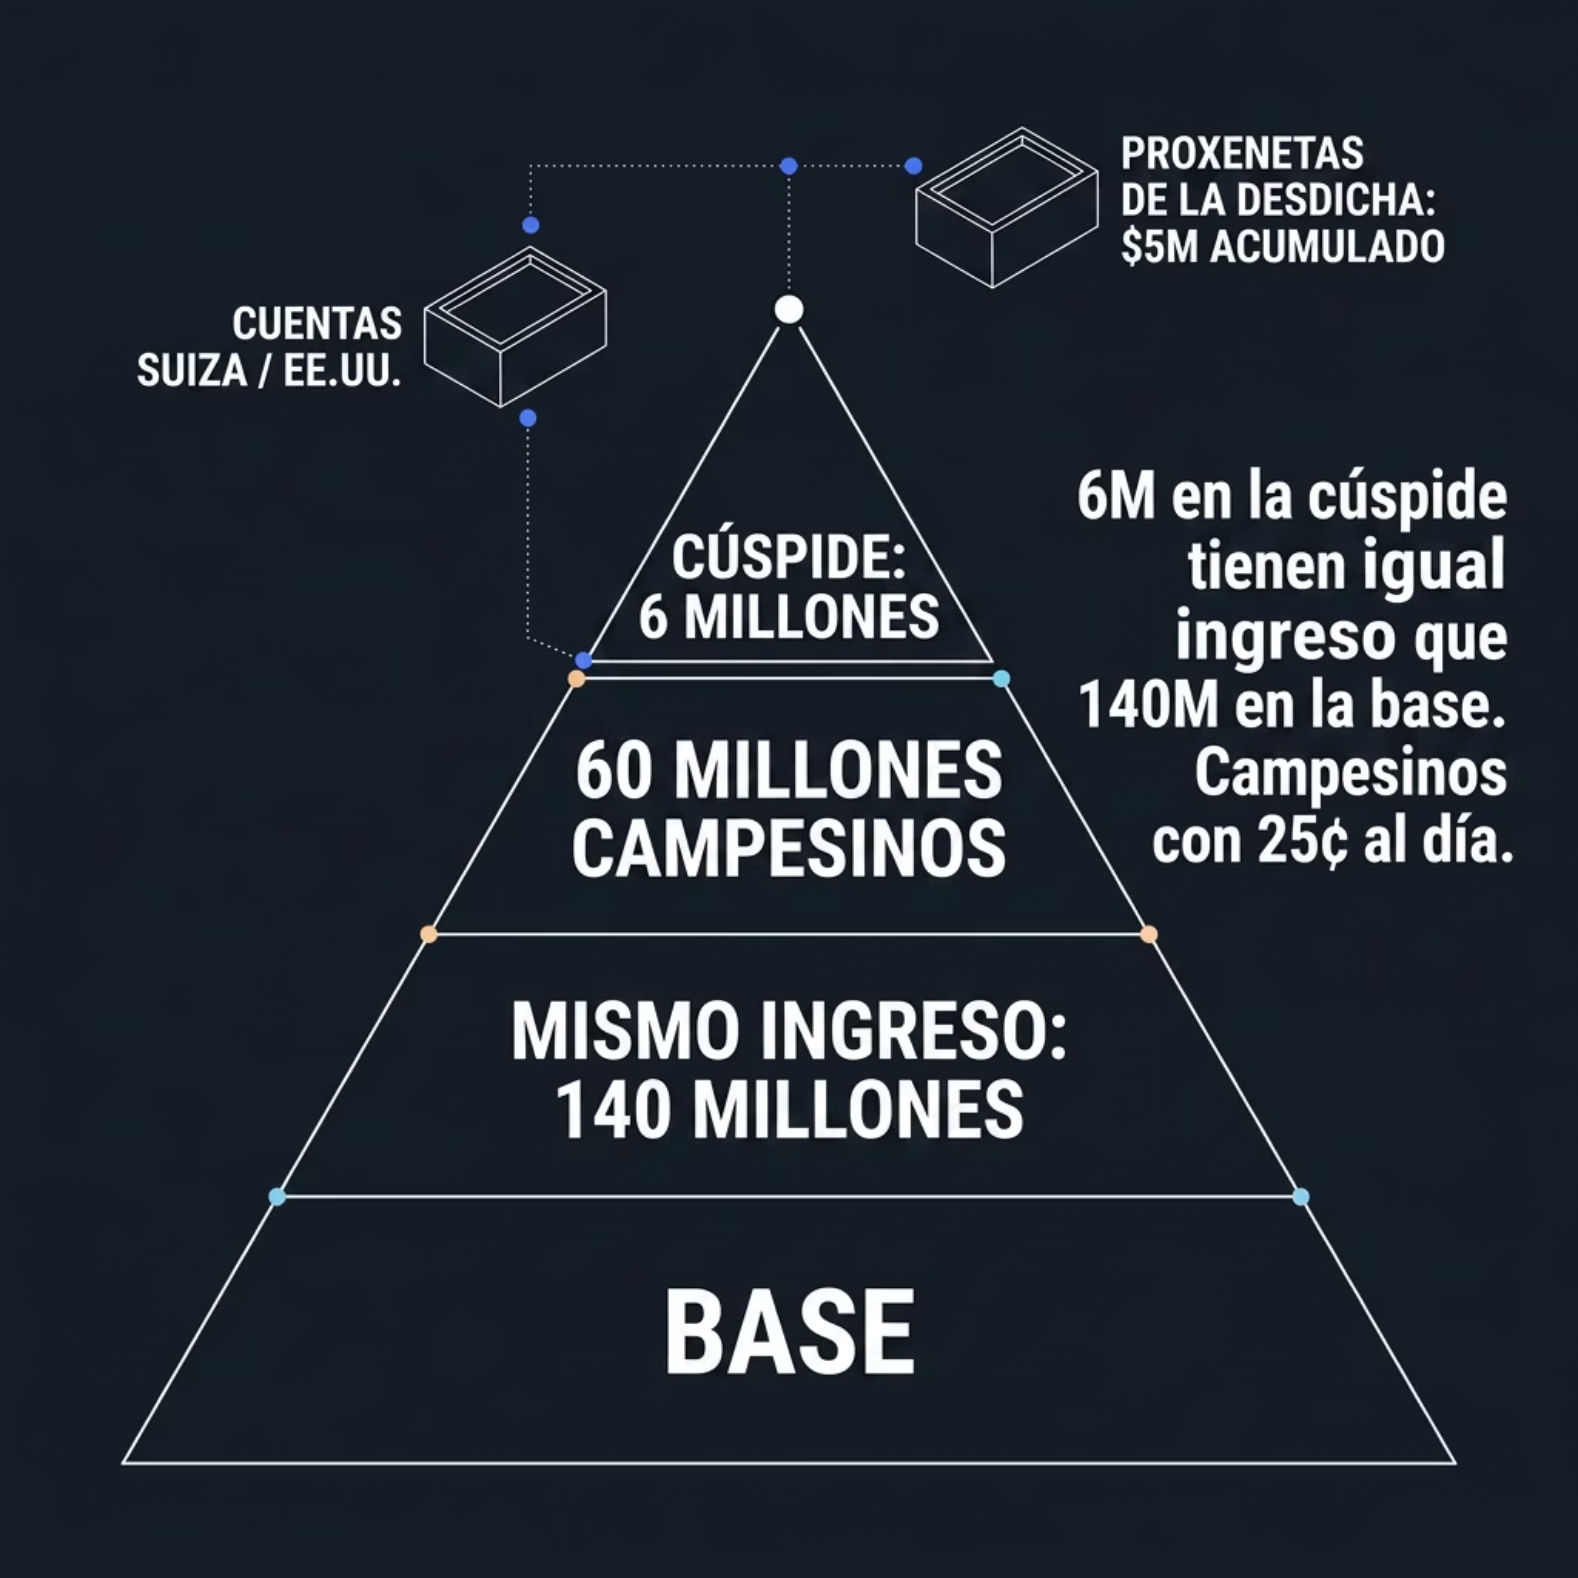 PROXENETAS
DE LA DESDICHA:
$5M ACUMULADO
CUENTAS
SUIZA / EE.UU.
6M en la cúspide
tienen igual
ingreso que
140M en la base.
Campesinos
con 25¢ al día.
CÚSPIDE:
6 MILLONES
60 MILLONES
CAMPESINOS
MISMO INGRESO:
140 MILLONES
BASE